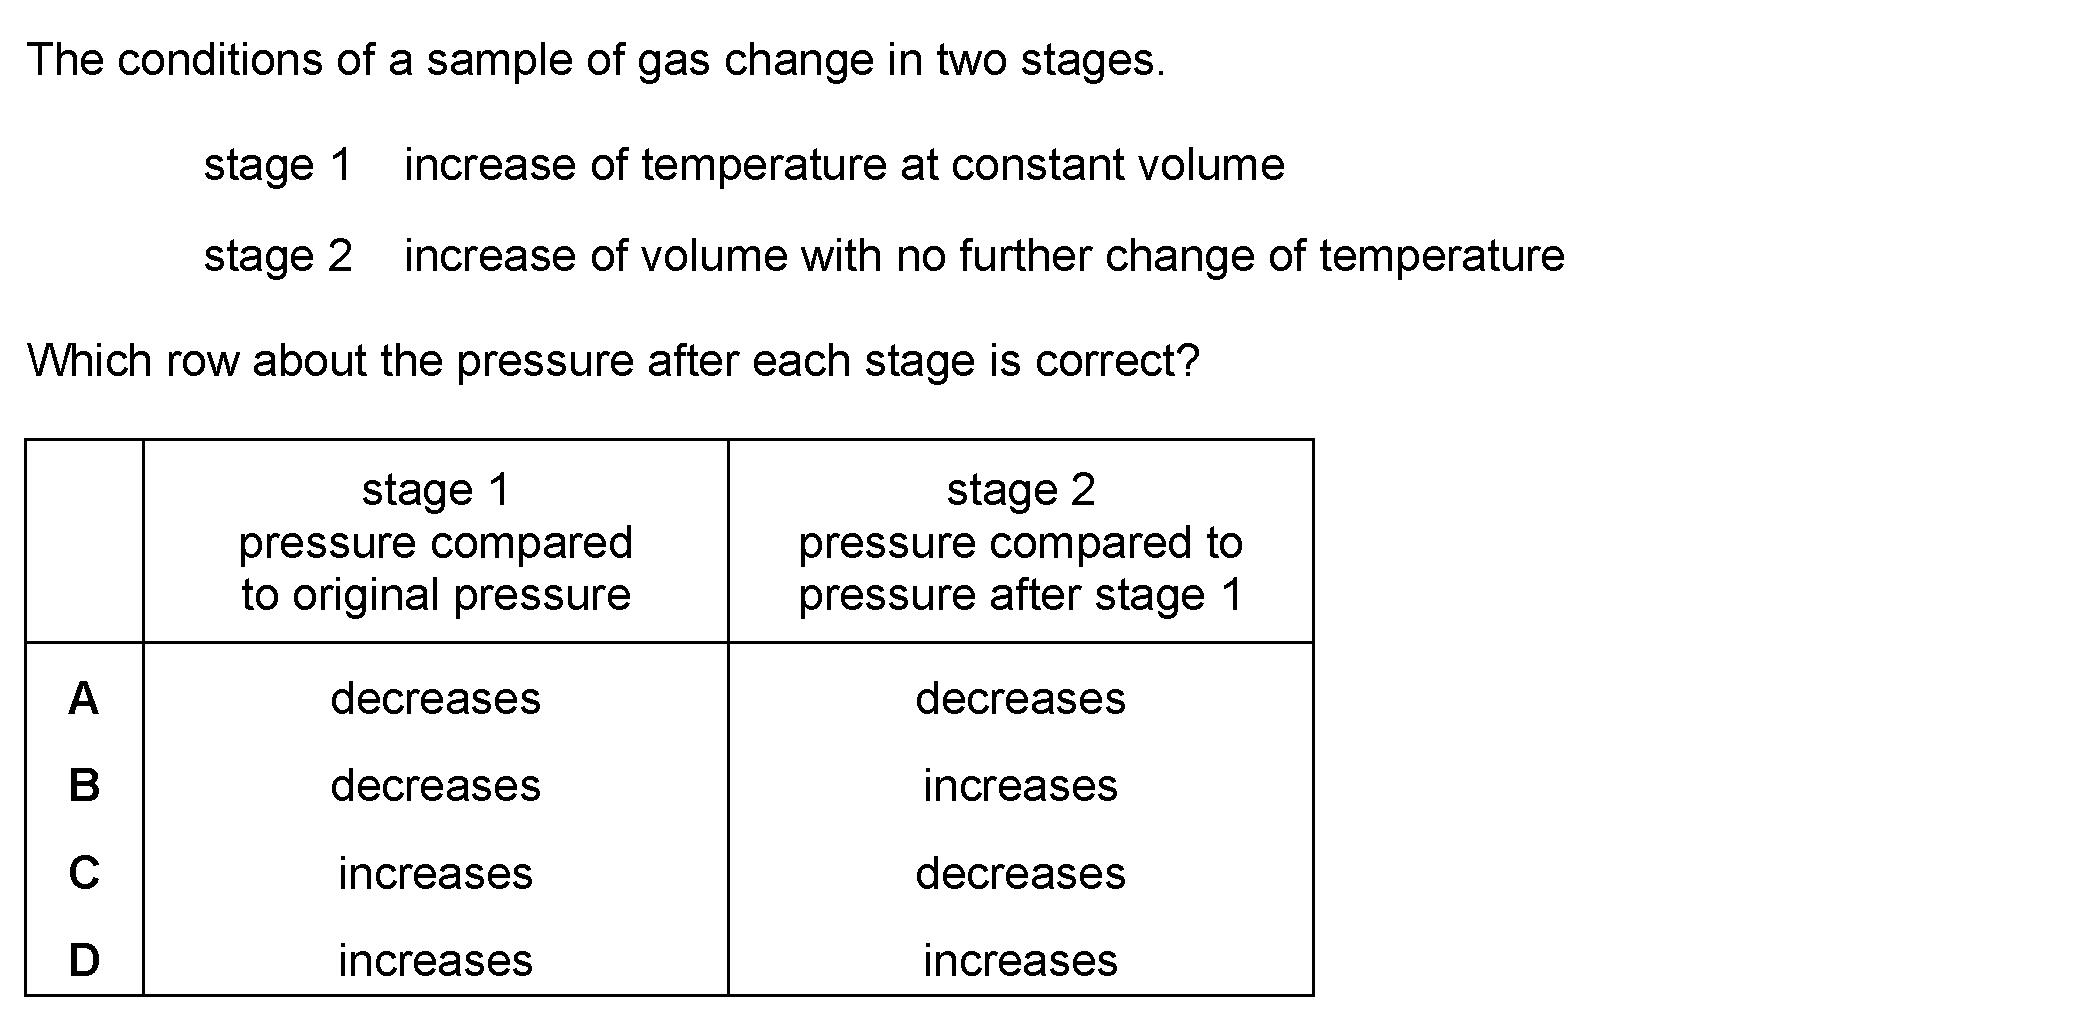 The conditions of a sample of gas change in two stages.
stage 1 increase of temperature at constant volume
stage 2 increase of volume with no further change of temperature
Which row about the pressure after each stage is correct?
stage 1
pressure compared
to original pressure
stage 2
pressure compared to
pressure after stage 1
A decreases decreases
B decreases increases
C increases decreases
D increases increases